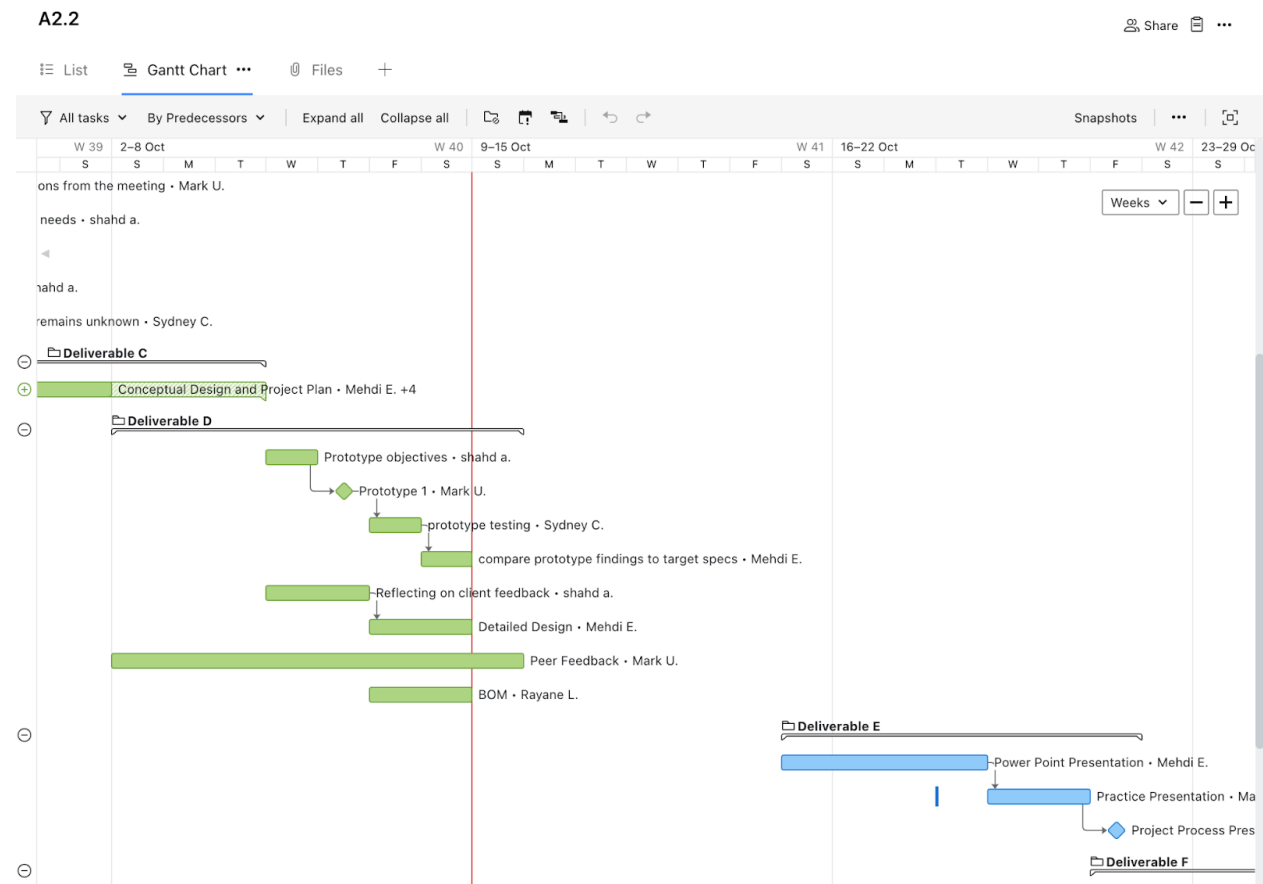 A2.2
Share
List Gantt Chart Files
All tasks By Predecessors Expand all Collapse all Snapshots
W 39 2–8 Oct W 40 9–15 Oct W 41 16–22 Oct W 42 23–29 Oc
S S M T W T F S S M T W T F S S M T W T F S S
ons from the meeting • Mark U.
Weeks
needs • shahd a.
hahd a.
remains unknown • Sydney C.
Deliverable C
Conceptual Design and Project Plan • Mehdi E. +4
Deliverable D
Prototype objectives • shahd a.
Prototype 1 • Mark U.
prototype testing • Sydney C.
compare prototype findings to target specs • Mehdi E.
Reflecting on client feedback • shahd a.
Detailed Design • Mehdi E.
Peer Feedback • Mark U.
BOM • Rayane L.
Deliverable E
Power Point Presentation • Mehdi E.
Practice Presentation • Ma
Project Process Pres
Deliverable F